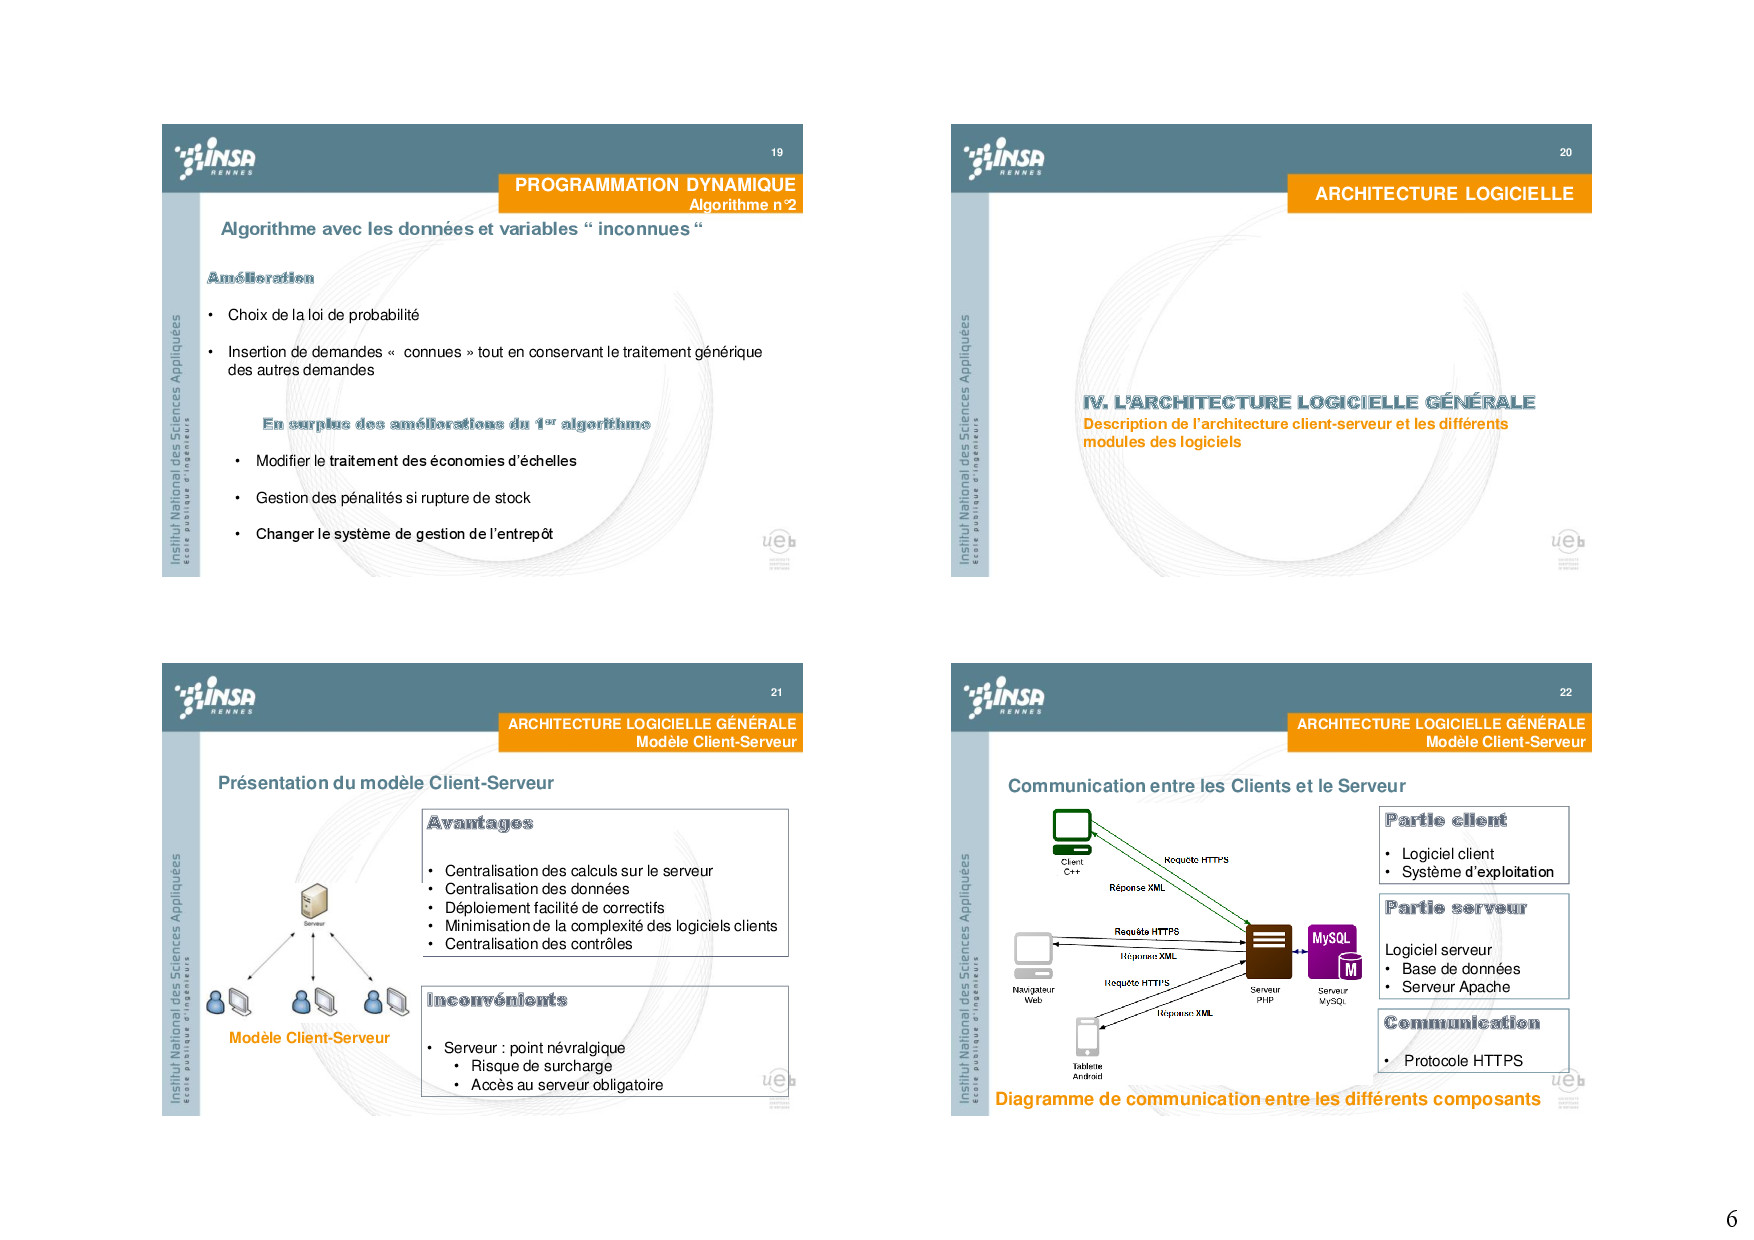 INSA
RENNES
19
PROGRAMMATION DYNAMIQUE
Algorithme n°2
Algorithme avec les données et variables “ inconnues “
Amélioration
• Choix de la loi de probabilité
• Insertion de demandes « connues » tout en conservant le traitement générique
des autres demandes
En surplus des améliorations du 1er algorithme
• Modifier le traitement des économies d’échelles
• Gestion des pénalités si rupture de stock
• Changer le système de gestion de l’entrepôt
Institut National des Sciences Appliquées
Ecole publique d'ingénieurs
ueb
INSA
RENNES
20
ARCHITECTURE LOGICIELLE
IV. L’ARCHITECTURE LOGICIELLE GÉNÉRALE
Description de l’architecture client-serveur et les différents
modules des logiciels
Institut National des Sciences Appliquées
Ecole publique d'ingénieurs
ueb
INSA
RENNES
21
ARCHITECTURE LOGICIELLE GÉNÉRALE
Modèle Client-Serveur
Présentation du modèle Client-Serveur
Serveur
Modèle Client-Serveur
Avantages
• Centralisation des calculs sur le serveur
• Centralisation des données
• Déploiement facilité de correctifs
• Minimisation de la complexité des logiciels clients
• Centralisation des contrôles
Inconvénients
• Serveur : point névralgique
• Risque de surcharge
• Accès au serveur obligatoire
Institut National des Sciences Appliquées
Ecole publique d'ingénieurs
ueb
INSA
RENNES
22
ARCHITECTURE LOGICIELLE GÉNÉRALE
Modèle Client-Serveur
Communication entre les Clients et le Serveur
Client
C++
Requête HTTPS
Réponse XML
Requête HTTPS
Réponse XML
Requête HTTPS
Réponse XML
Navigateur
Web
Tablette
Android
Serveur
PHP
MySQL
M
Serveur
MySQL
Partie client
• Logiciel client
• Système d’exploitation
Partie serveur
Logiciel serveur
• Base de données
• Serveur Apache
Communication
• Protocole HTTPS
Diagramme de communication entre les différents composants
Institut National des Sciences Appliquées
Ecole publique d'ingénieurs
ueb
6